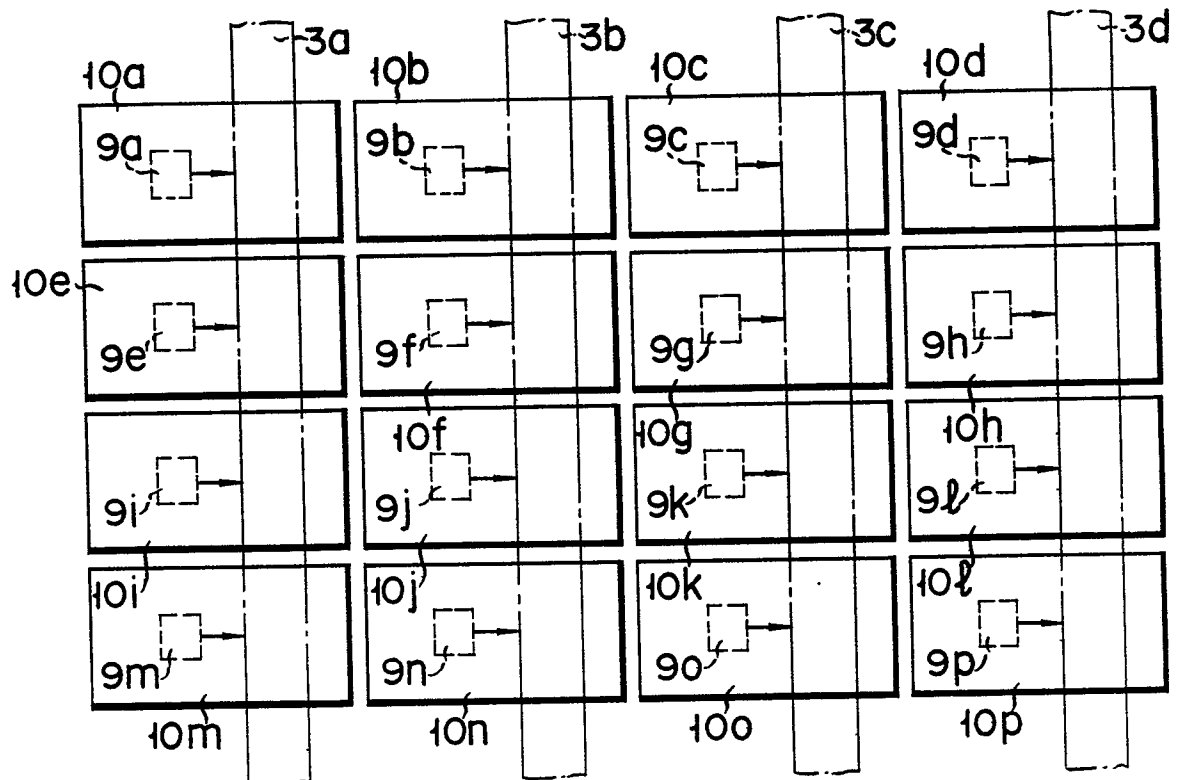 3a 3b 3c 3d
10a 10b 10c 10d
9a 9b 9c 9d
10e
9e 9f 9g 9h
10f 10g 10h
9i 9j 9k 9ℓ
10i 10j 10k 10ℓ
9m 9n 9o 9p
10m 10n 10o 10p